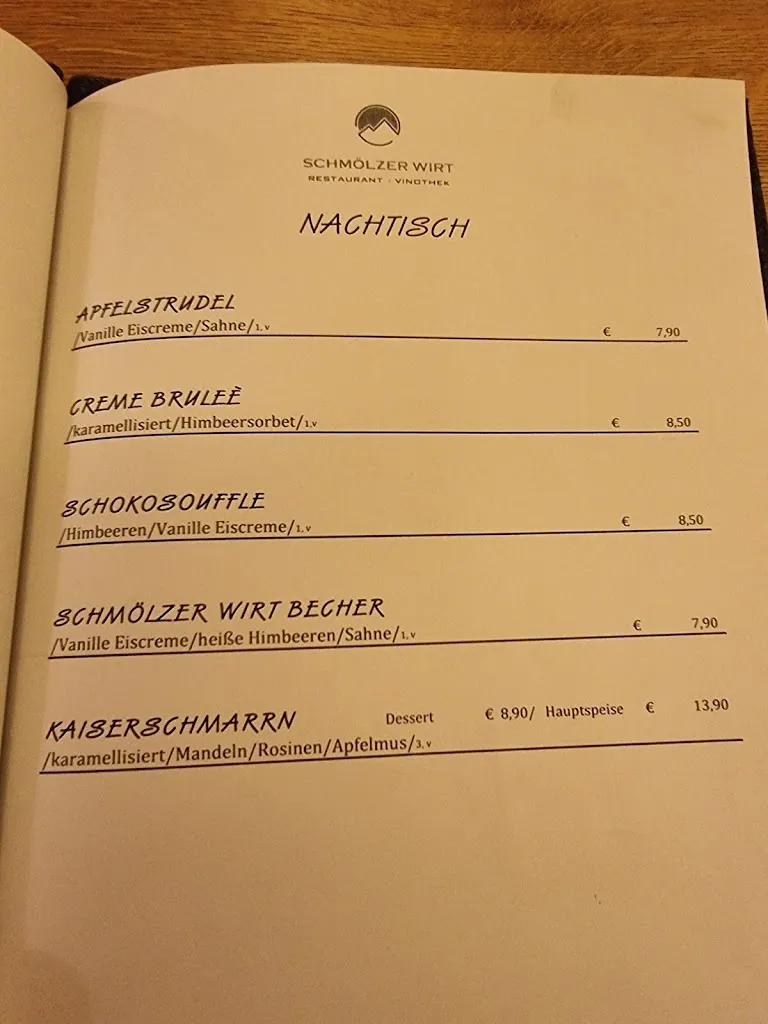 SCHMÖLZER WIRT
RESTAURANT · VINOTHEK
NACHTISCH
APFELSTRUDEL
/Vanille Eiscreme/Sahne/1, v € 7,90
CREME BRULEÈ
/karamellisiert/Himbeersorbet/1,v € 8,50
SCHOKOSOUFFLE
/Himbeeren/Vanille Eiscreme/1, v € 8,50
SCHMÖLZER WIRT BECHER
/Vanille Eiscreme/heiße Himbeeren/Sahne/1, v € 7,90
KAISERSCHMARRN Dessert € 8,90/ Hauptspeise € 13,90
/karamellisiert/Mandeln/Rosinen/Apfelmus/3, v